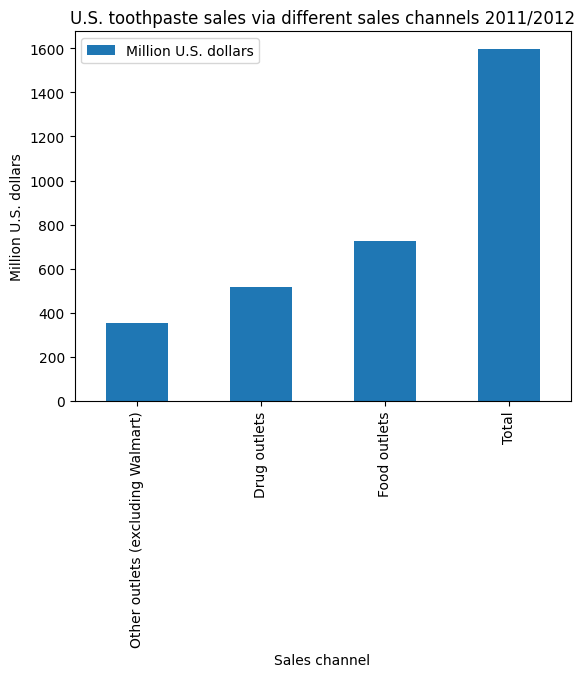 U.S. toothpaste sales via different sales channels 2011/2012
Million U.S. dollars
Million U.S. dollars
1600
1400
1200
1000
800
600
400
200
0
Other outlets (excluding Walmart)
Drug outlets
Food outlets
Total
Sales channel